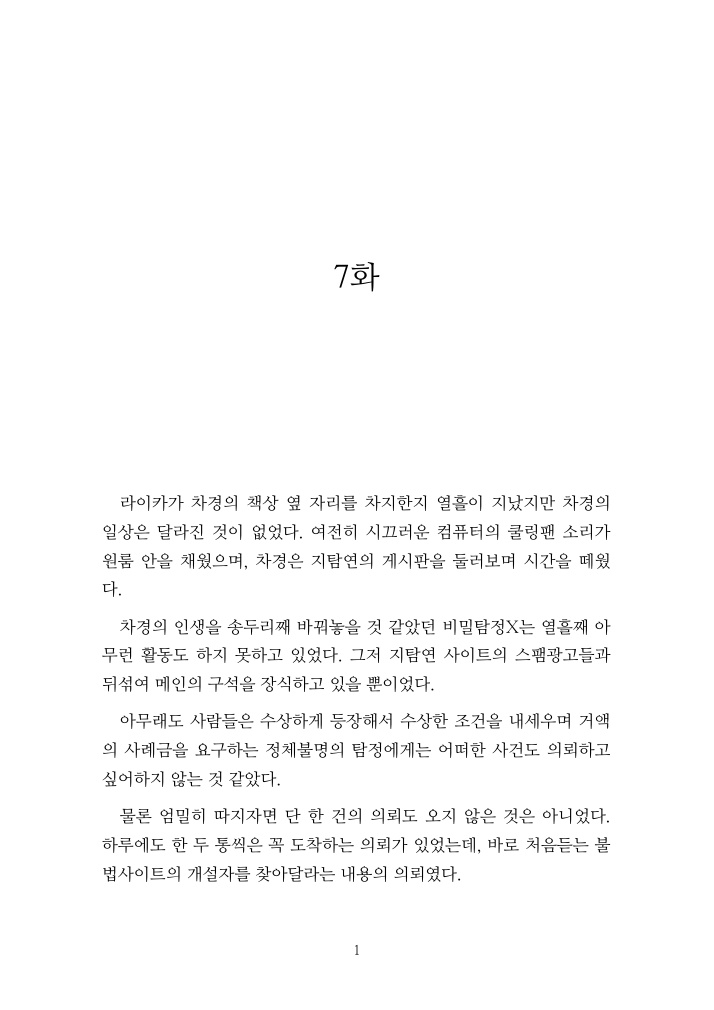 7화
라이카가 차경의 책상 옆 자리를 차지한지 열흘이 지났지만 차경의
일상은 달라진 것이 없었다. 여전히 시끄러운 컴퓨터의 쿨링팬 소리가
원룸 안을 채웠으며, 차경은 지탐연의 게시판을 둘러보며 시간을 떼웠
다.
차경의 인생을 송두리째 바꿔놓을 것 같았던 비밀탐정X는 열흘째 아
무런 활동도 하지 못하고 있었다. 그저 지탐연 사이트의 스팸광고들과
뒤섞여 메인의 구석을 장식하고 있을 뿐이었다.
아무래도 사람들은 수상하게 등장해서 수상한 조건을 내세우며 거액
의 사례금을 요구하는 정체불명의 탐정에게는 어떠한 사건도 의뢰하고
싶어하지 않는 것 같았다.
물론 엄밀히 따지자면 단 한 건의 의뢰도 오지 않은 것은 아니었다.
하루에도 한 두 통씩은 꼭 도착하는 의뢰가 있었는데, 바로 처음듣는 불
법사이트의 개설자를 찾아달라는 내용의 의뢰였다.
1